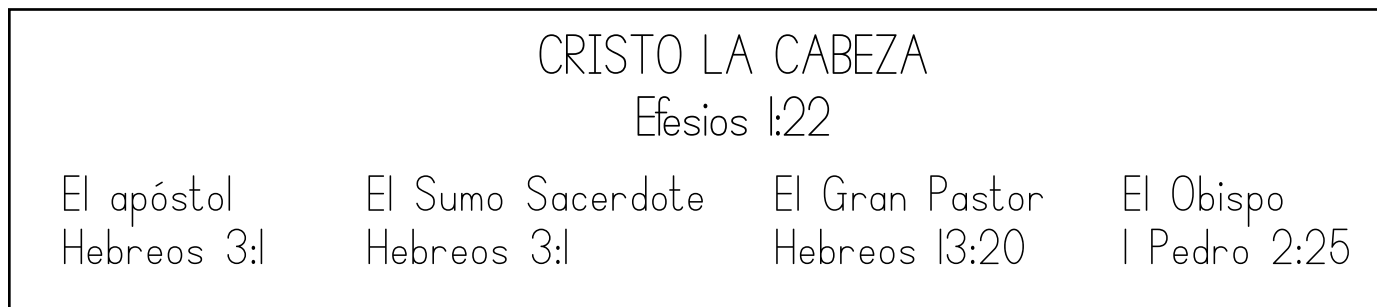 CRISTO LA CABEZA
Efesios 1:22
El apóstol
Hebreos 3:1
El Sumo Sacerdote
Hebreos 3:1
El Gran Pastor
Hebreos 13:20
El Obispo
1 Pedro 2:25